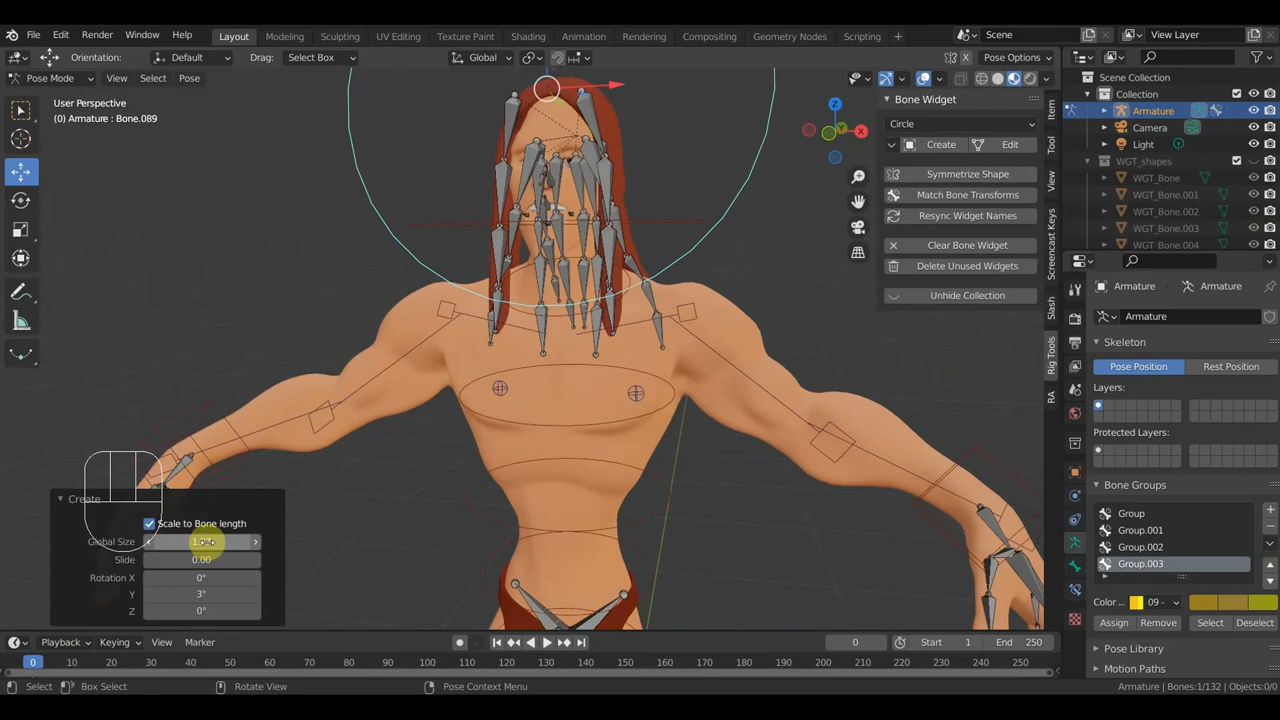 File Edit Render Window Help Layout Modeling Sculpting UV Editing Texture Paint Shading Animation Rendering Compositing Geometry Nodes Scripting + Scene View Layer
Orientation: Default Drag: Select Box Global Pose Options
Pose Mode View Select Pose
User Perspective
(0) Armature : Bone.089
Z
Y
X
Bone Widget
Circle
Create Edit
Symmetrize Shape
Match Bone Transforms
Resync Widget Names
Clear Bone Widget
Delete Unused Widgets
Unhide Collection
Item
Tool
View
Screencast Keys
Slash
Rig Tools
RA
Scene Collection
Collection
Armature
Camera
Light
WGT_shapes
WGT_Bone
WGT_Bone.001
WGT_Bone.002
WGT_Bone.003
WGT_Bone.004
Armature Armature
Armature
Skeleton
Pose Position Rest Position
Layers:
Protected Layers:
Bone Groups
Group
Group.001
Group.002
Group.003
Color 09 -
Assign Remove Select Deselect
Pose Library
Motion Paths
Create
Scale to Bone length
Global Size
Slide 0.00
Rotation X 0°
Y 3°
Z 0°
Playback Keying View Marker 0 Start 1 End 250
0 10 20 30 40 50 60 70 80 90 100 110 120 130 140 150 160 170 180 190 200 210 220 230 240 250
Select Box Select Rotate View Pose Context Menu Armature | Bones:1/132 | Objects:0/0